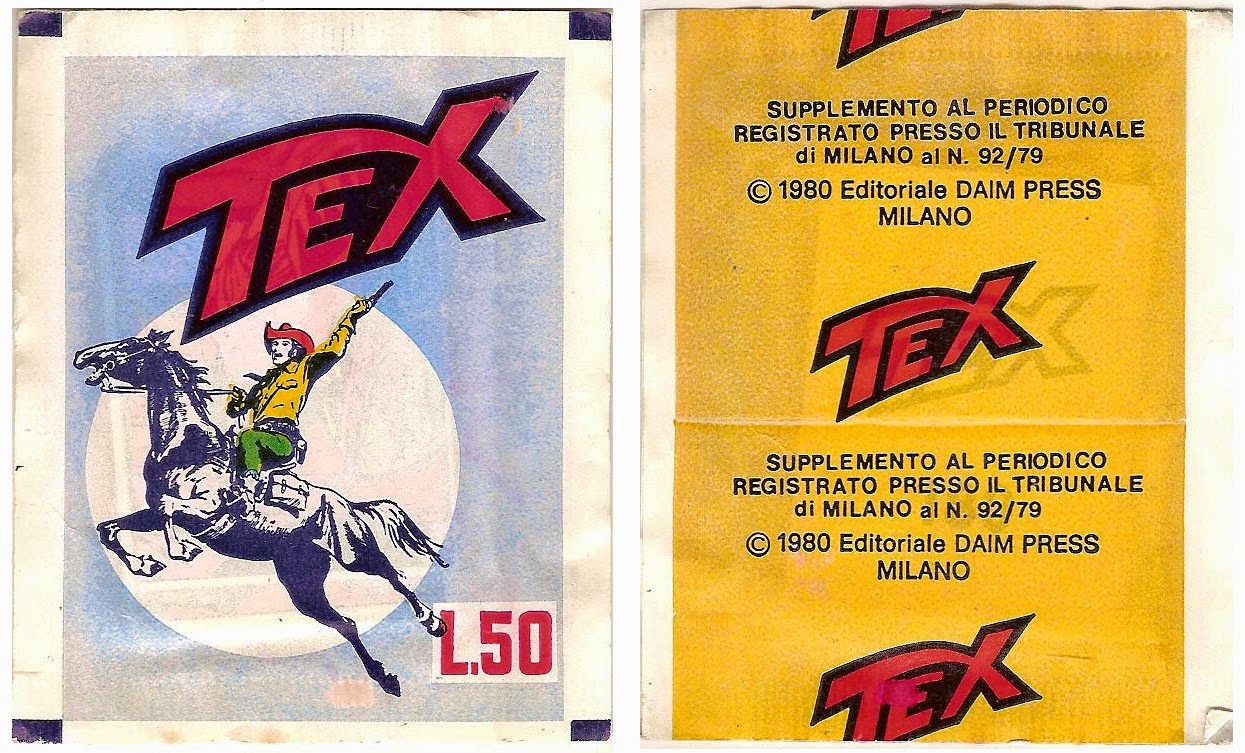 TEX
L.50
TEX
SUPPLEMENTO AL PERIODICO
REGISTRATO PRESSO IL TRIBUNALE
di MILANO al N. 92/79
© 1980 Editoriale DAIM PRESS
MILANO
TEX
SUPPLEMENTO AL PERIODICO
REGISTRATO PRESSO IL TRIBUNALE
di MILANO al N. 92/79
© 1980 Editoriale DAIM PRESS
MILANO
TEX